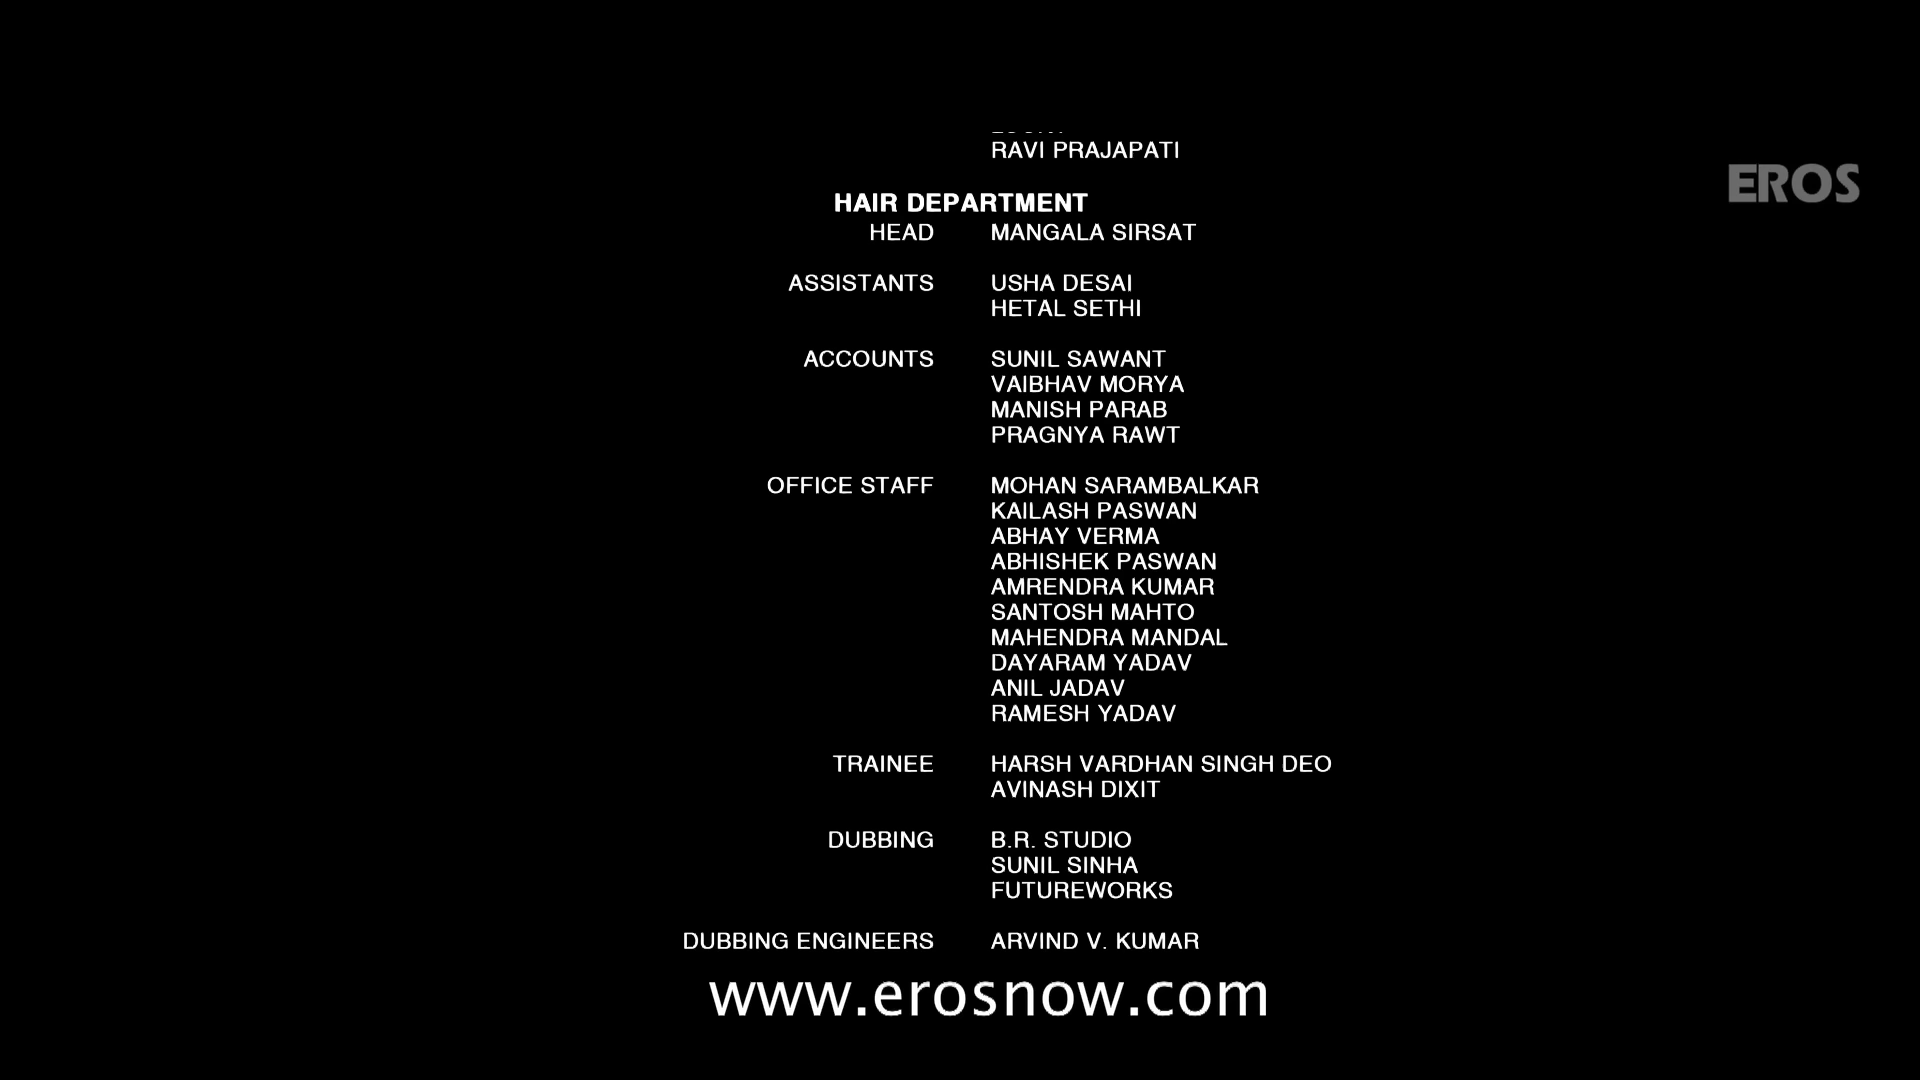 RAVI PRAJAPATI
EROS
HAIR DEPARTMENT
HEAD MANGALA SIRSAT
ASSISTANTS USHA DESAI
HETAL SETHI
ACCOUNTS SUNIL SAWANT
VAIBHAV MORYA
MANISH PARAB
PRAGNYA RAWT
OFFICE STAFF MOHAN SARAMBALKAR
KAILASH PASWAN
ABHAY VERMA
ABHISHEK PASWAN
AMRENDRA KUMAR
SANTOSH MAHTO
MAHENDRA MANDAL
DAYARAM YADAV
ANIL JADAV
RAMESH YADAV
TRAINEE HARSH VARDHAN SINGH DEO
AVINASH DIXIT
DUBBING B.R. STUDIO
SUNIL SINHA
FUTUREWORKS
DUBBING ENGINEERS ARVIND V. KUMAR
www.erosnow.com